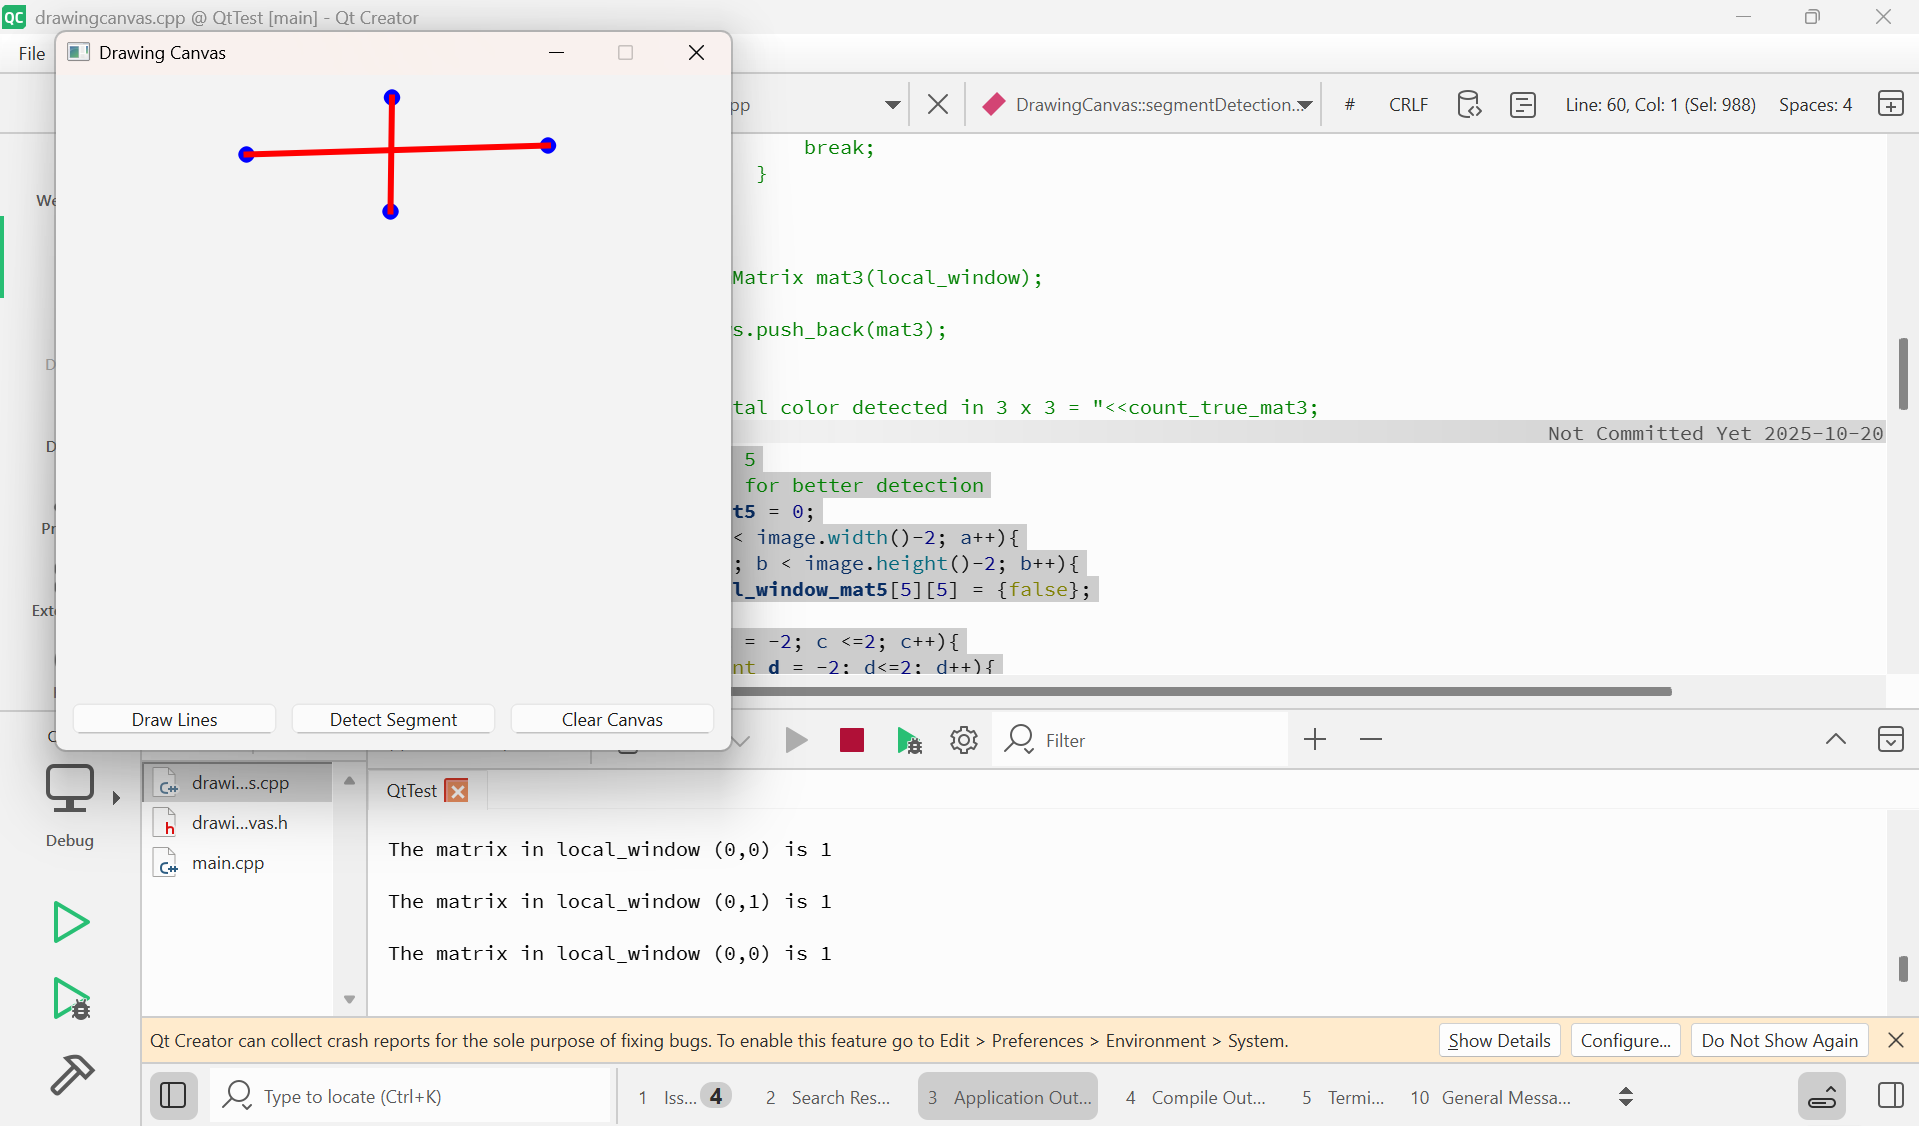 QC drawingcanvas.cpp @ QtTest [main] - Qt Creator
File
Drawing Canvas
pp
DrawingCanvas::segmentDetection...
#
CRLF
Line: 60, Col: 1 (Sel: 988)
Spaces: 4
break;
}
We
Matrix mat3(local_window);
s.push_back(mat3);
D
tal color detected in 3 x 3 = "<<count_true_mat3;
Not Committed Yet 2025-10-20
D
5
for better detection
t5 = 0;
Pr
< image.width()-2; a++){
; b < image.height()-2; b++){
l_window_mat5[5][5] = {false};
Exte
= -2; c <=2; c++){
nt d = -2; d<=2; d++){
Draw Lines
Detect Segment
Clear Canvas
Filter
drawi...s.cpp
drawi...vas.h
main.cpp
QtTest
Debug
The matrix in local_window (0,0) is 1
The matrix in local_window (0,1) is 1
The matrix in local_window (0,0) is 1
Qt Creator can collect crash reports for the sole purpose of fixing bugs. To enable this feature go to Edit > Preferences > Environment > System.
Show Details
Configure...
Do Not Show Again
Type to locate (Ctrl+K)
1 Iss... 4
2 Search Res...
3 Application Out...
4 Compile Out...
5 Termi...
10 General Messa...